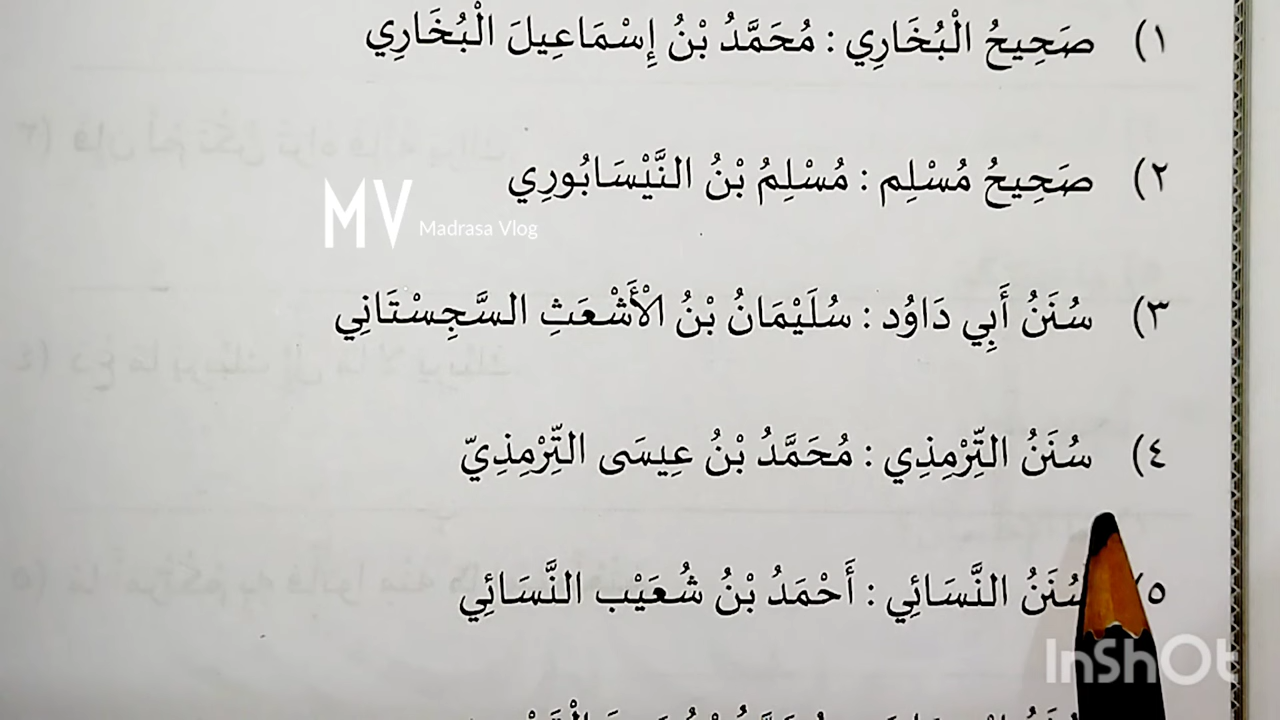 ١) صَحِيحُ الْبُخَارِي : مُحَمَّدُ بْنُ إِسْمَاعِيلَ الْبُخَارِي
٢) صَحِيحُ مُسْلِم : مُسْلِمُ بْنُ النَّيْسَابُورِي
MV Madrasa Vlog
٣) سُنَنُ أَبِي دَاوُد : سُلَيْمَانُ بْنُ الْأَشْعَثِ السَّجِسْتَانِي
٤) سُنَنُ التِّرْمِذِي : مُحَمَّدُ بْنُ عِيسَى التِّرْمِذِيّ
٥) سُنَنُ النَّسَائِي : أَحْمَدُ بْنُ شُعَيْب النَّسَائِي
InShOt